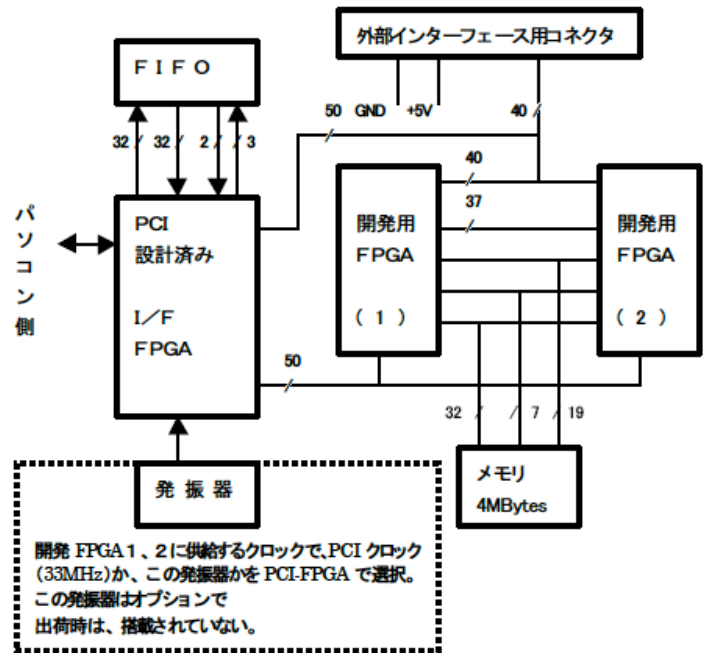 外部インターフェース用コネクタ
ＦＩＦＯ
50 GND +5V 40
32 32 2 3
40
37
パソコン側
PCI
設計済み
I／F
FPGA
開発用
FPGA
(１)
開発用
FPGA
(２)
50
32 7 19
メモリ
4MBytes
発振器
開発 FPGA１、２に供給するクロックで、PCI クロック
(33MHz)か、この発振器かを PCI-FPGA で選択。
この発振器はオプションで
出荷時は、搭載されていない。